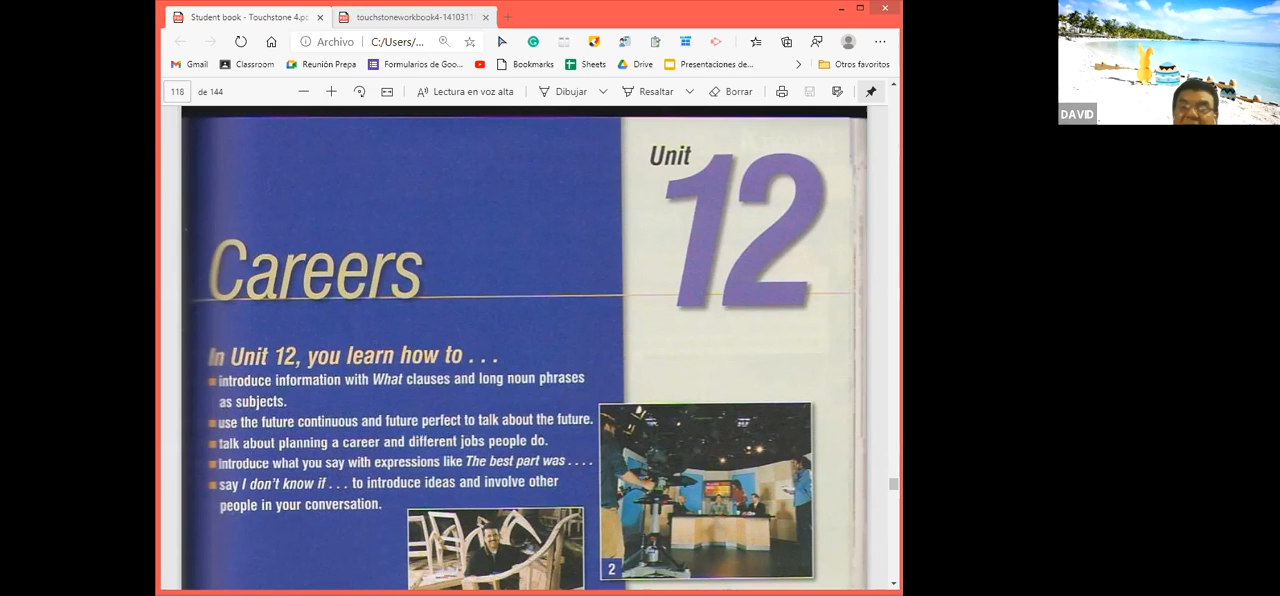 Student book - Touchstone 4.pc
touchstoneworkbook4-1410311
Archivo
C:/Users/...
Gmail
Classroom
Reunión Prepa
Formularios de Goo...
Bookmarks
Sheets
Drive
Presentaciones de...
Otros favoritos
118
de 144
Lectura en voz alta
Dibujar
Resaltar
Borrar
DAVID
Unit
12
Careers
In Unit 12, you learn how to . . .
introduce information with What clauses and long noun phrases
as subjects.
use the future continuous and future perfect to talk about the future.
talk about planning a career and different jobs people do.
introduce what you say with expressions like The best part was . . . .
say I don't know if . . . to introduce ideas and involve other
people in your conversation.
2